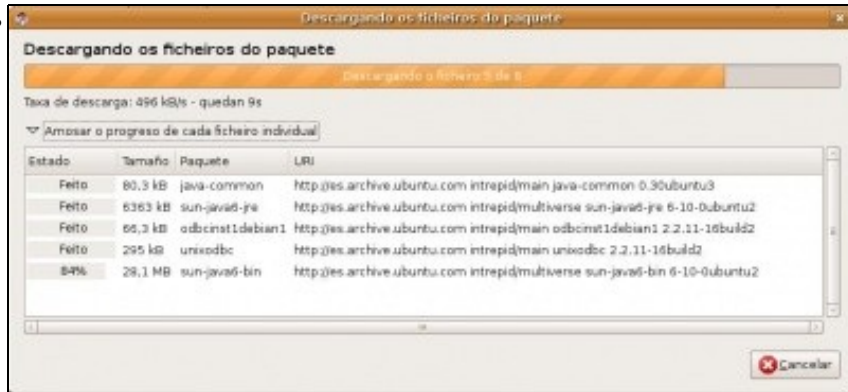 Descargando os ficheiros do paquete
Descargando os ficheiros do paquete
Descargando o ficheiro 5 de 6
Taxa de descarga: 496 kB/s - quedan 9s
Amosar o progreso de cada ficheiro individual
Estado Tamaño Paquete URI
Feito 80,3 kB java-common http://es.archive.ubuntu.com intrepid/main java-common 0.30ubuntu3
Feito 6363 kB sun-java6-jre http://es.archive.ubuntu.com intrepid/multiverse sun-java6-jre 6-10-0ubuntu2
Feito 66,3 kB odbcinst1debian1 http://es.archive.ubuntu.com intrepid/main odbcinst1debian1 2.2.11-16build2
Feito 295 kB unixodbc http://es.archive.ubuntu.com intrepid/main unixodbc 2.2.11-16build2
84% 28,1 MB sun-java6-bin http://es.archive.ubuntu.com intrepid/multiverse sun-java6-bin 6-10-0ubuntu2
Cancelar